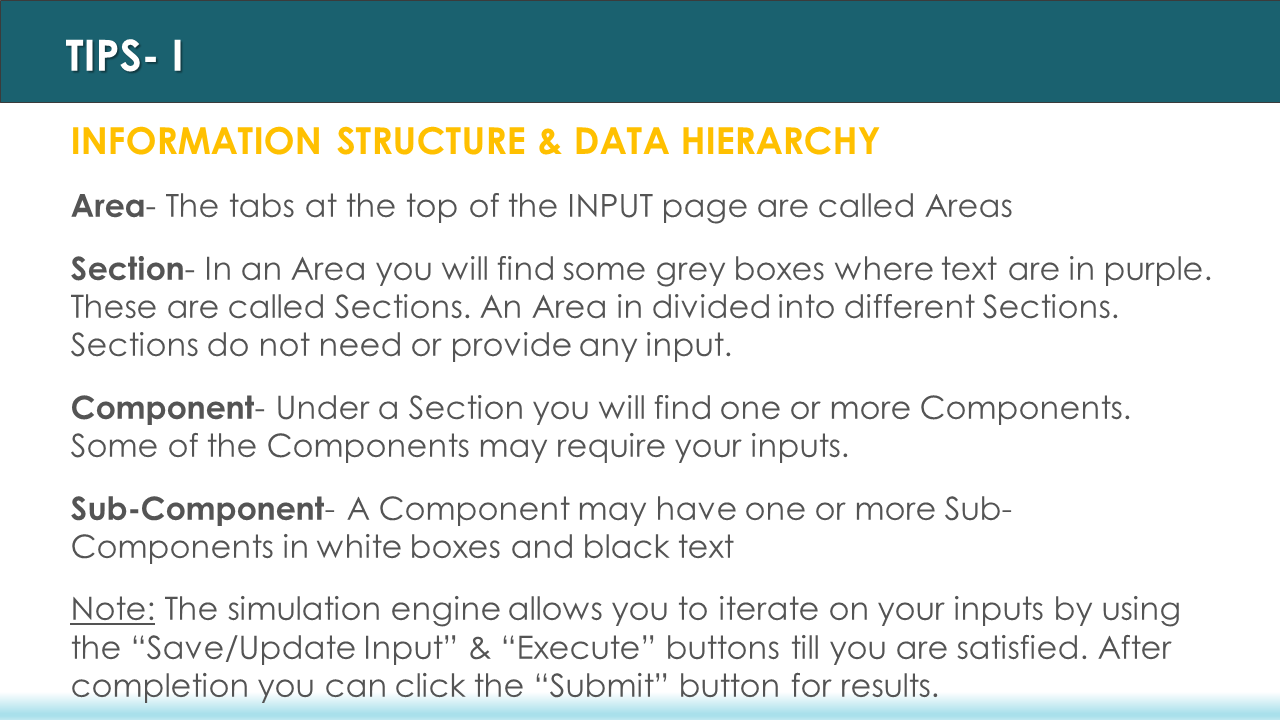 TIPS- I
INFORMATION STRUCTURE & DATA HIERARCHY
Area- The tabs at the top of the INPUT page are called Areas
Section- In an Area you will find some grey boxes where text are in purple.
These are called Sections. An Area in divided into different Sections.
Sections do not need or provide any input.
Component- Under a Section you will find one or more Components.
Some of the Components may require your inputs.
Sub-Component- A Component may have one or more Sub-
Components in white boxes and black text
Note: The simulation engine allows you to iterate on your inputs by using
the “Save/Update Input” & “Execute” buttons till you are satisfied. After
completion you can click the “Submit” button for results.